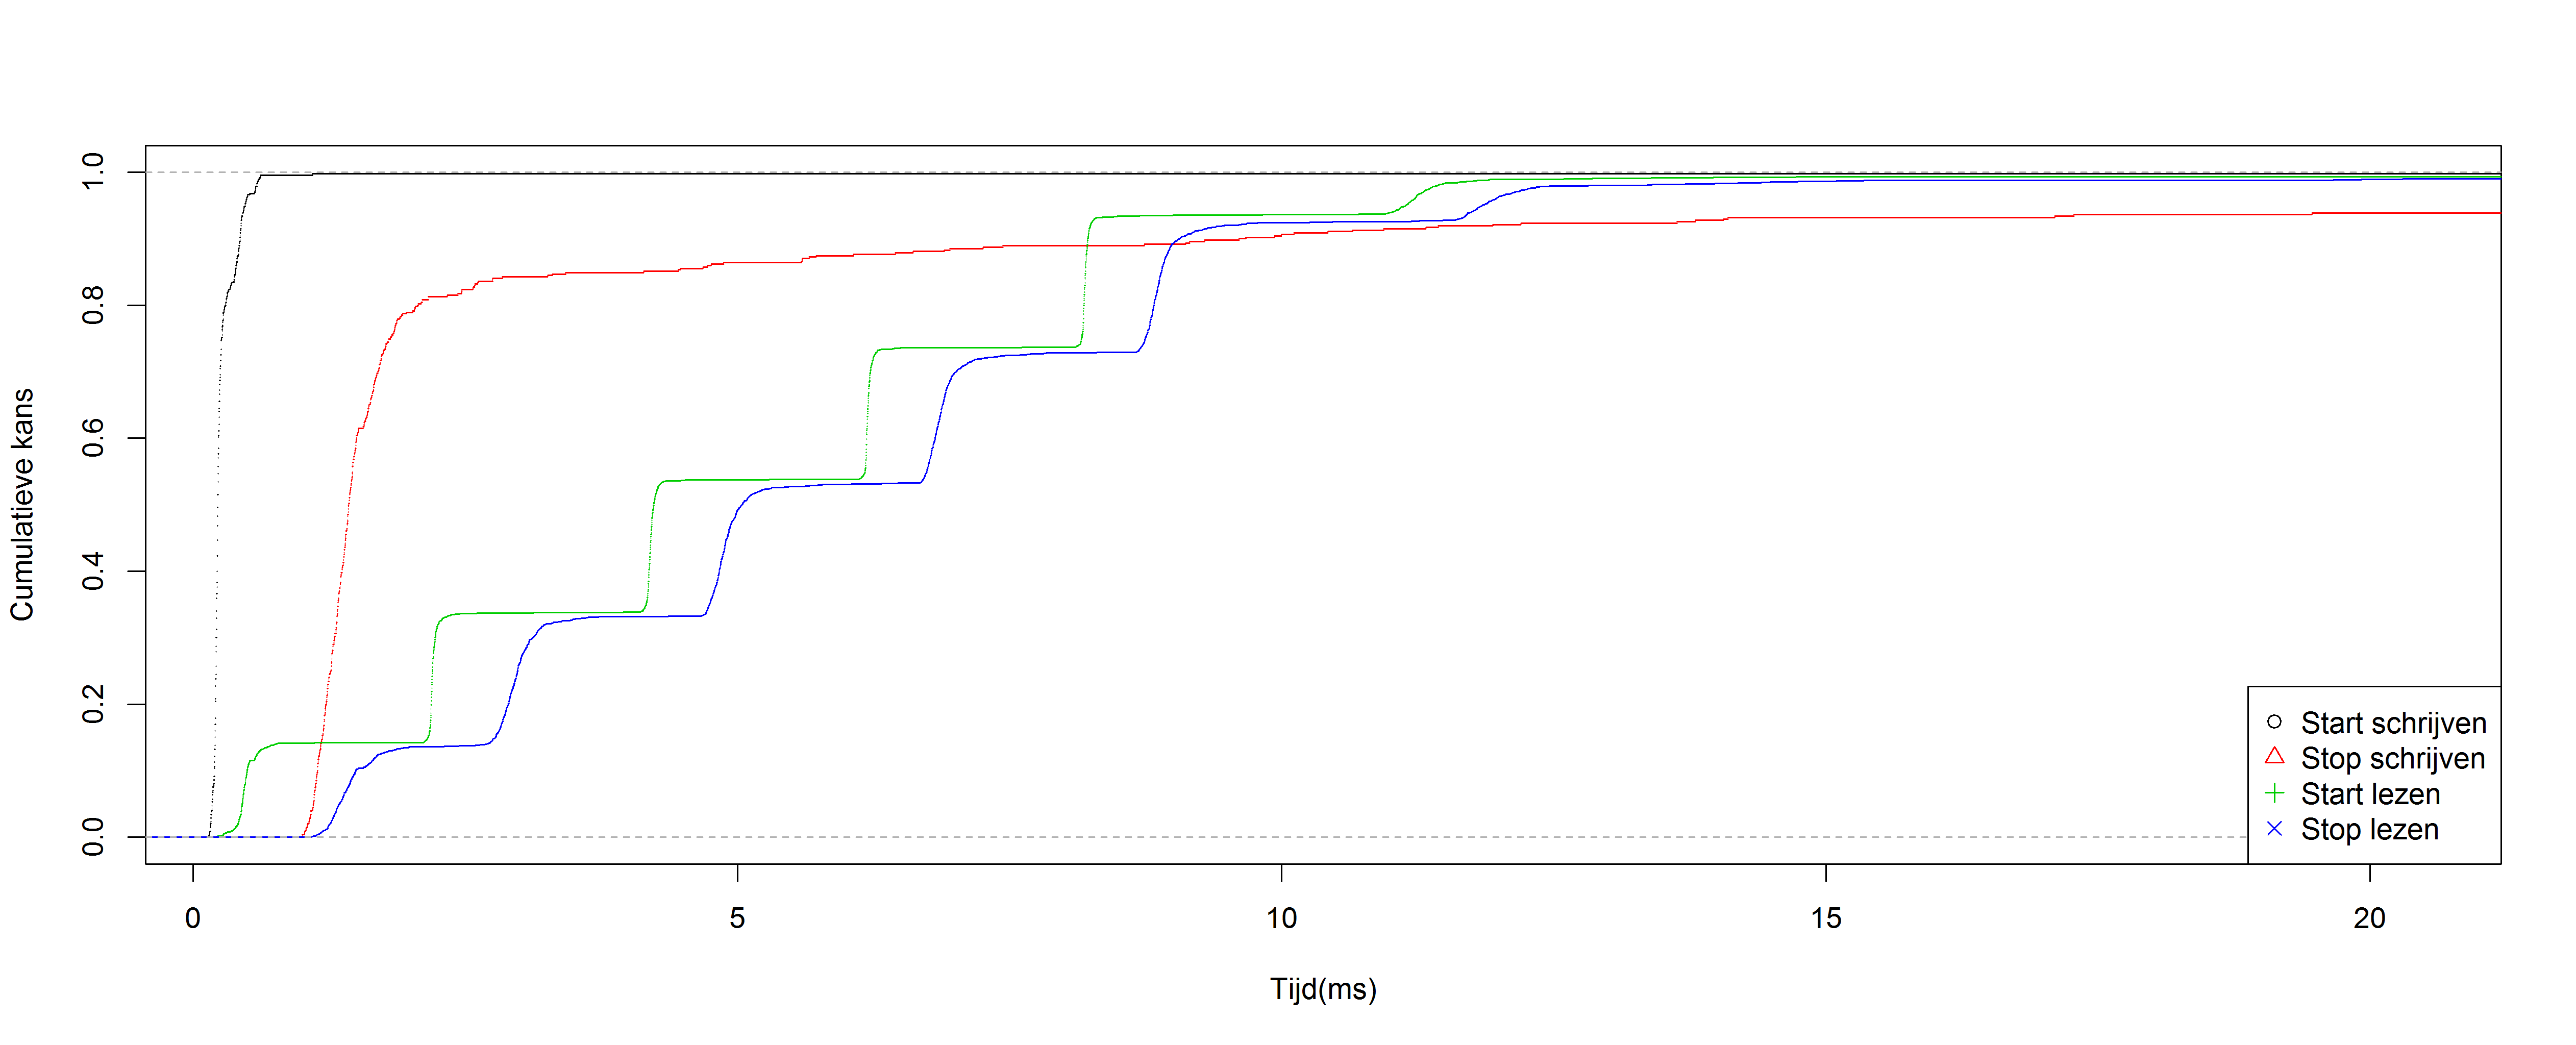 Cumulatieve kans
1.0
0.8
0.6
0.4
0.2
0.0
Start schrijven
Stop schrijven
Start lezen
Stop lezen
0 5 10 15 20
Tijd(ms)